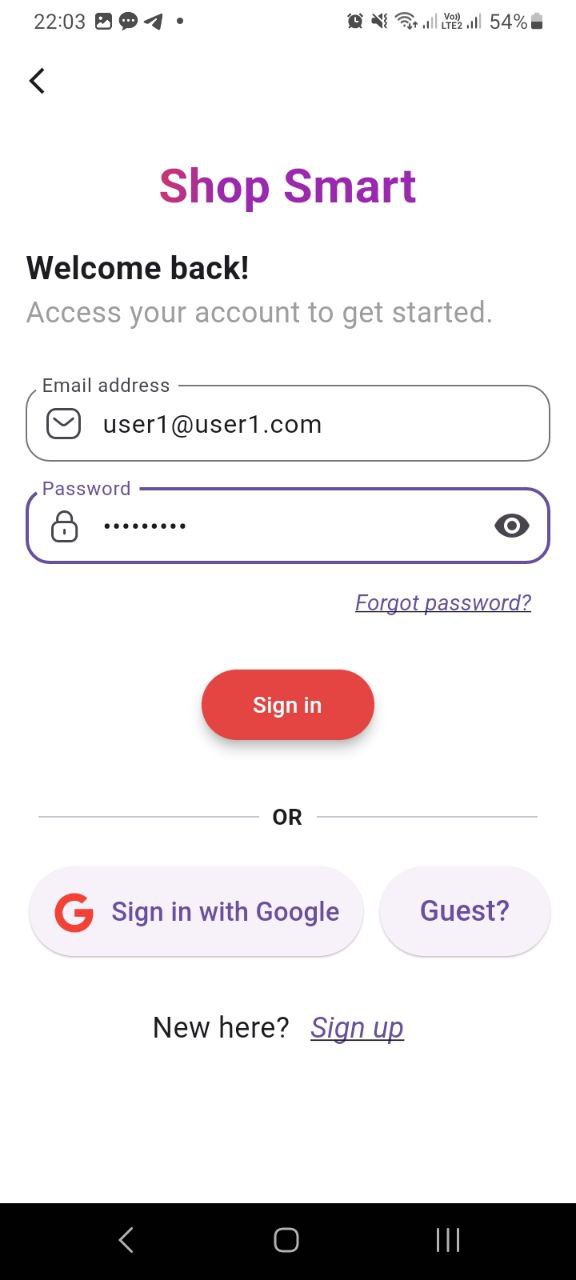 22:03 Vo)) LTE2 54%
Shop Smart
Welcome back!
Access your account to get started.
Email address
user1@user1.com
Password
•••••••••
Forgot password?
Sign in
OR
G Sign in with Google Guest?
New here? Sign up